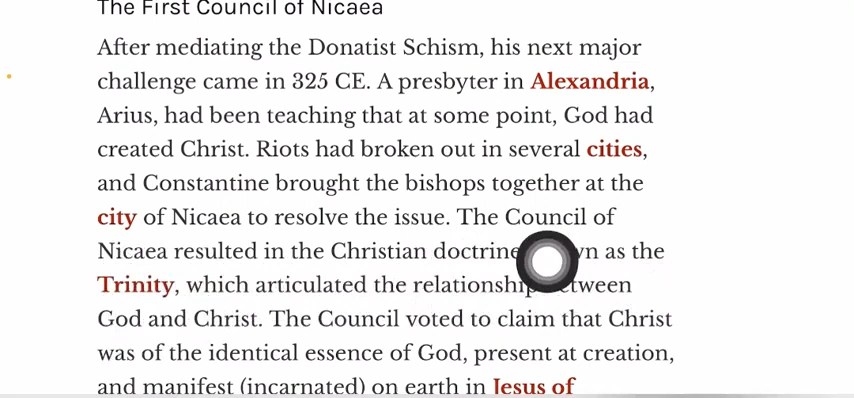 The First Council of Nicaea
After mediating the Donatist Schism, his next major
challenge came in 325 CE. A presbyter in Alexandria,
Arius, had been teaching that at some point, God had
created Christ. Riots had broken out in several cities,
and Constantine brought the bishops together at the
city of Nicaea to resolve the issue. The Council of
Nicaea resulted in the Christian doctrine as the
Trinity, which articulated the relationship between
God and Christ. The Council voted to claim that Christ
was of the identical essence of God, present at creation,
and manifest (incarnated) on earth in Jesus of